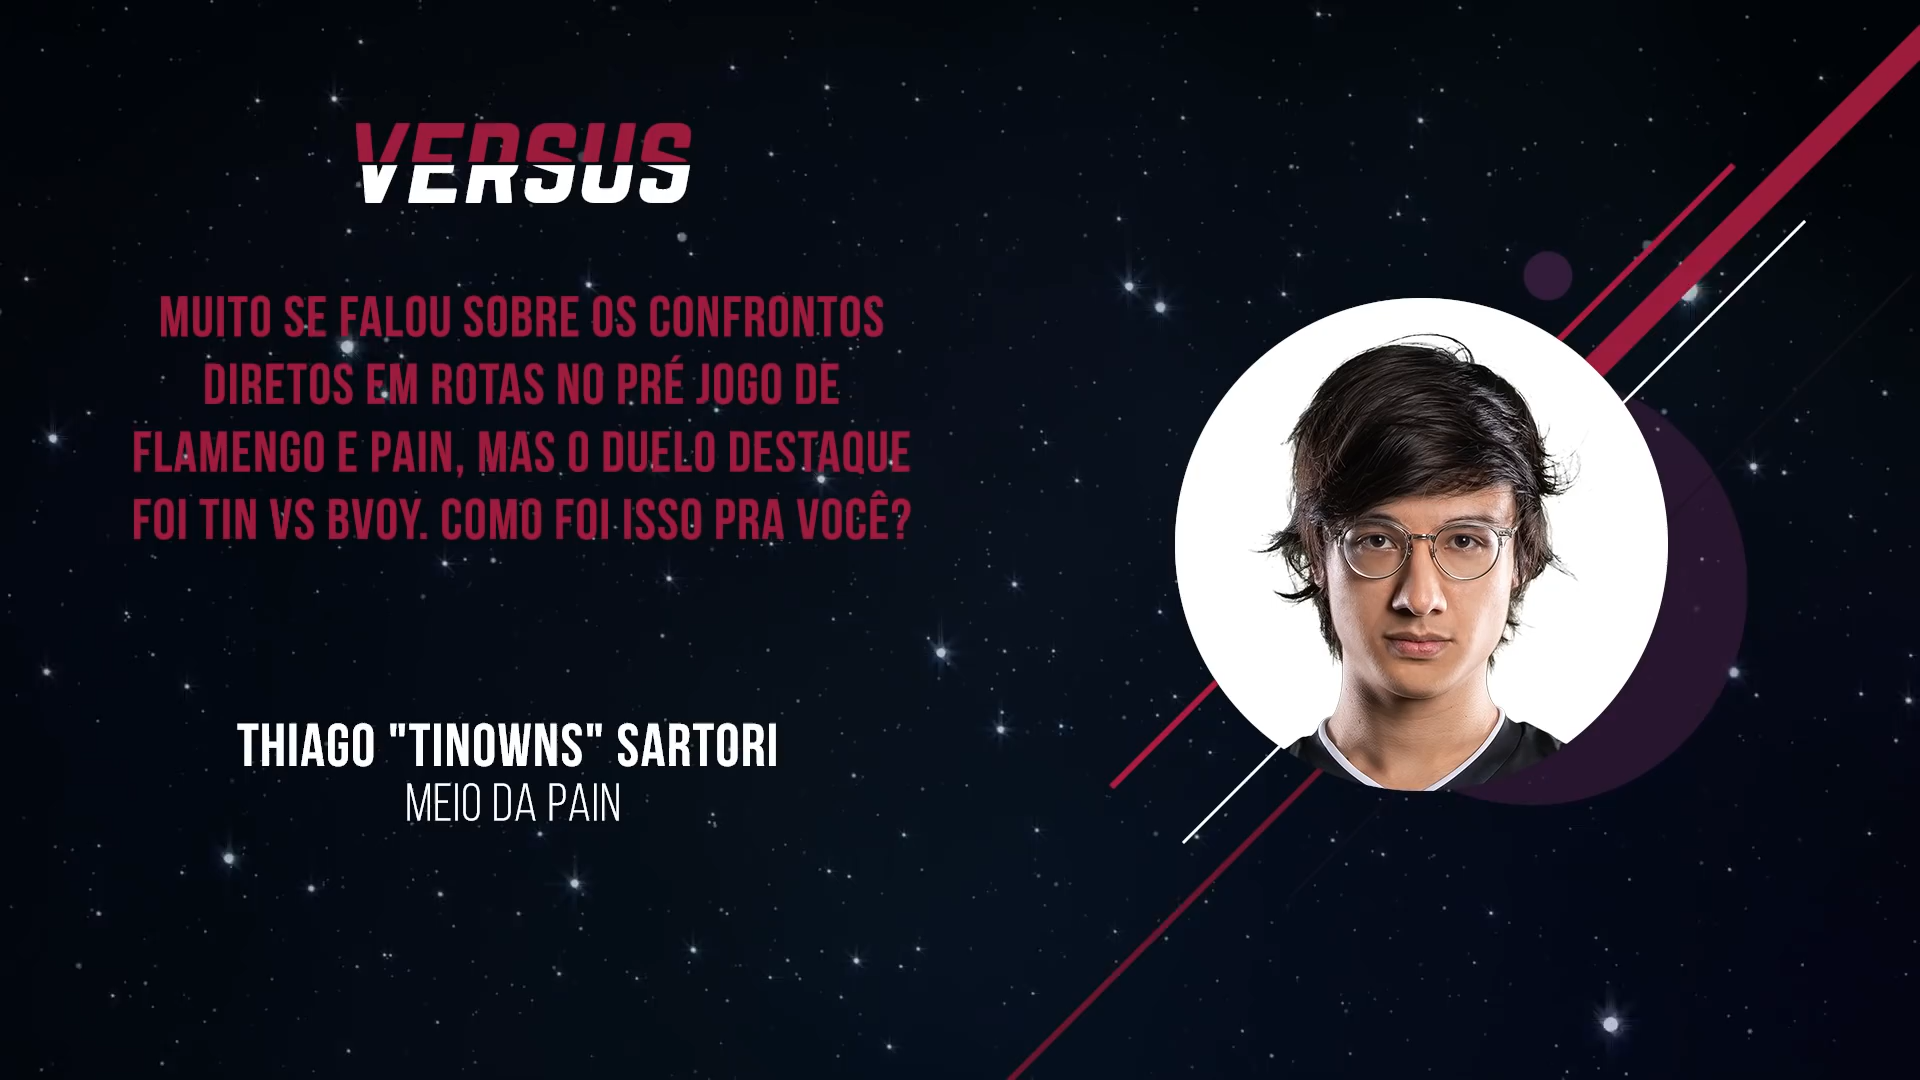 VERSUS
MUITO SE FALOU SOBRE OS CONFRONTOS
DIRETOS EM ROTAS NO PRÉ JOGO DE
FLAMENGO E PAIN, MAS O DUELO DESTAQUE
FOI TIN VS BVOY. COMO FOI ISSO PRA VOCÊ?
THIAGO "TINOWNS" SARTORI
MEIO DA PAIN